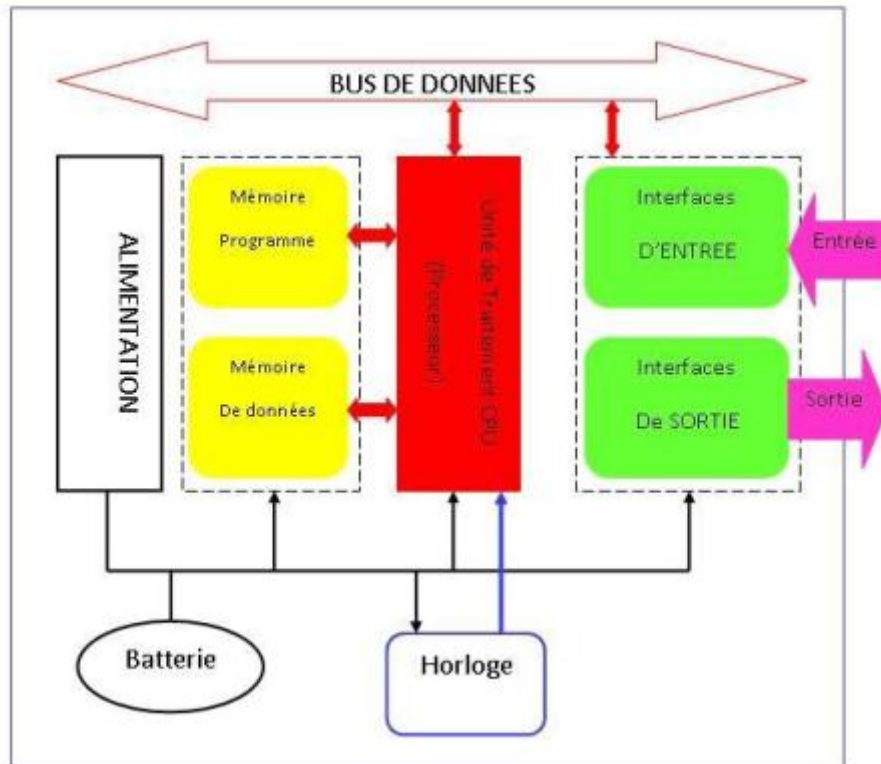 BUS DE DONNEES
ALIMENTATION
Mémoire
Programme
Mémoire
De données
Unité de Traitement CPU
(Processeur)
Interfaces
D'ENTREE
Interfaces
De SORTIE
Entrée
Sortie
Batterie
Horloge